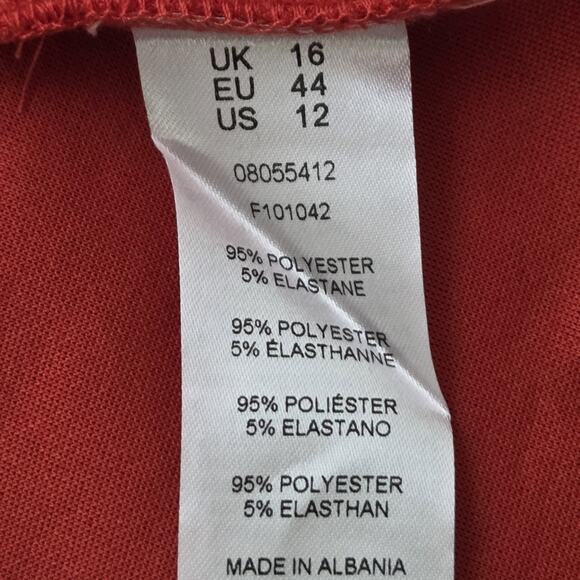 UK 16
EU 44
US 12
08055412
F101042
95% POLYESTER
5% ELASTANE
95% POLYESTER
5% ÉLASTHANNE
95% POLIÉSTER
5% ELASTANO
95% POLYESTER
5% ELASTHAN
MADE IN ALBANIA